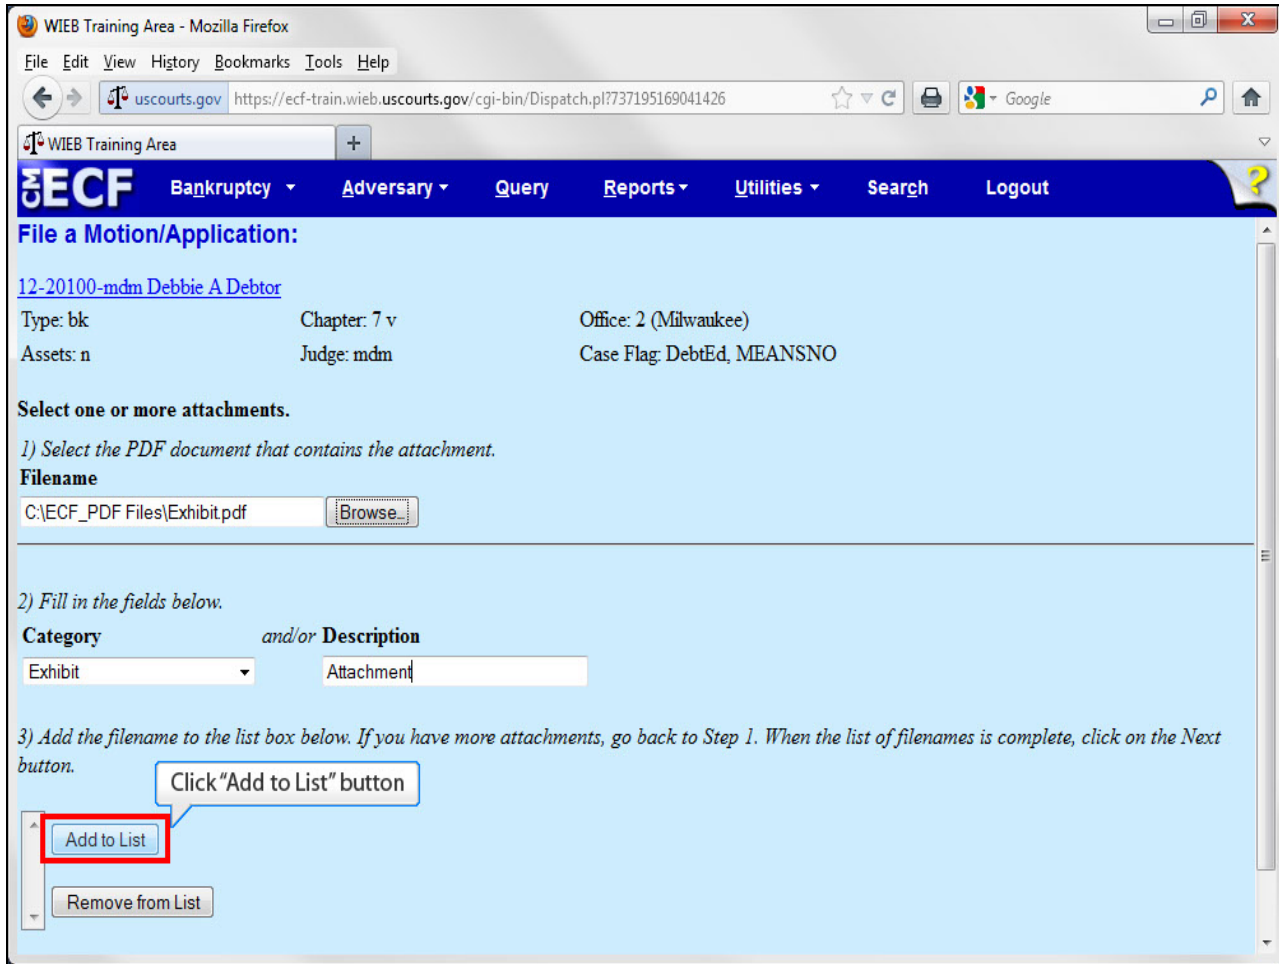 WIEB Training Area - Mozilla Firefox
File Edit View History Bookmarks Tools Help
uscourts.gov https://ecf-train.wieb.uscourts.gov/cgi-bin/Dispatch.pl?737195169041426 Google
WIEB Training Area +
CM ECF Bankruptcy Adversary Query Reports Utilities Search Logout ?
File a Motion/Application:
12-20100-mdm Debbie A Debtor
Type: bk Chapter: 7 v Office: 2 (Milwaukee)
Assets: n Judge: mdm Case Flag: DebtEd, MEANSNO
Select one or more attachments.
1) Select the PDF document that contains the attachment.
Filename
C:\ECF_PDF Files\Exhibit.pdf Browse...
2) Fill in the fields below.
Category and/or Description
Exhibit Attachment
3) Add the filename to the list box below. If you have more attachments, go back to Step 1. When the list of filenames is complete, click on the Next
button.
Click "Add to List" button
Add to List
Remove from List